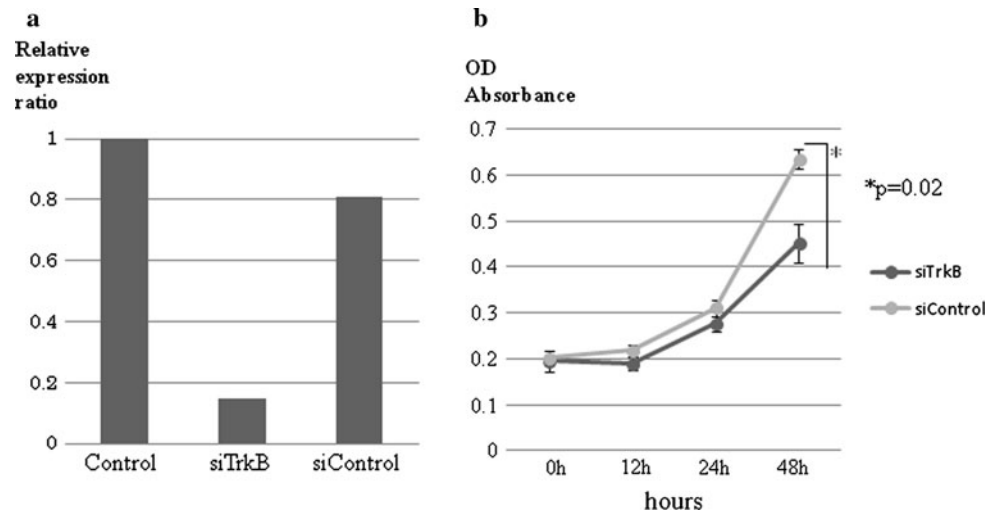 a
Relative
expression
ratio
1
0.8
0.6
0.4
0.2
0
Control siTrkB siControl
b
OD
Absorbance
0.7
0.6
0.5
0.4
0.3
0.2
0.1
0
0h 12h 24h 48h
hours
*
*p=0.02
siTrkB
siControl